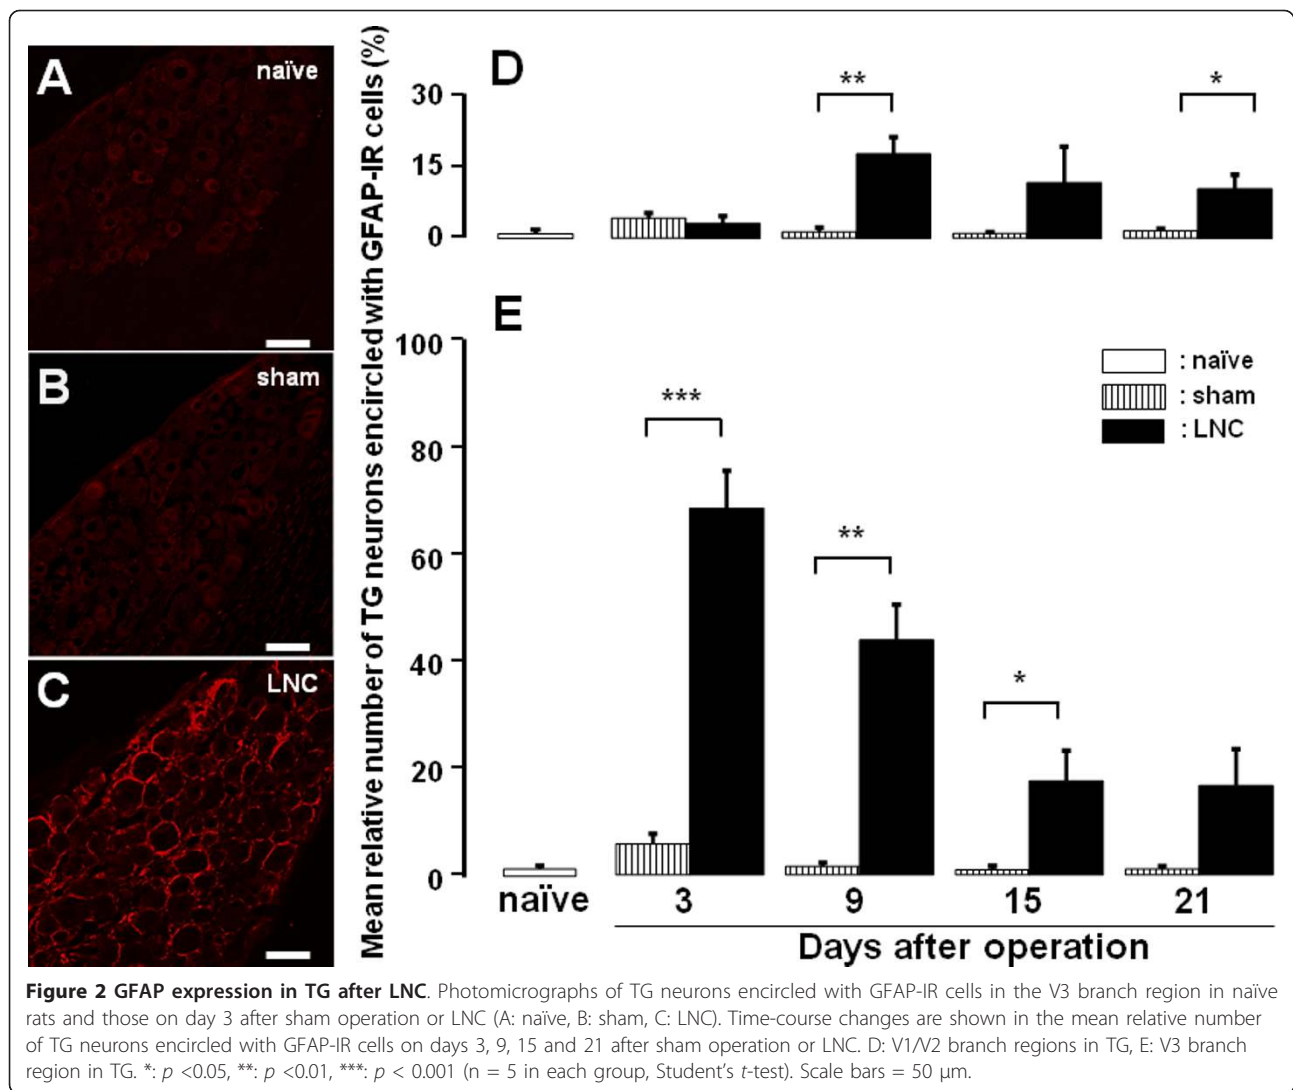 A
naïve
B
sham
C
LNC
Mean relative number of TG neurons encircled with GFAP-IR cells (%)
D
30
15
0
**
*
E
100
80
60
40
20
0
***
**
*
: naïve
: sham
: LNC
naïve
3
9
15
21
Days after operation
Figure 2 GFAP expression in TG after LNC. Photomicrographs of TG neurons encircled with GFAP-IR cells in the V3 branch region in naïve
rats and those on day 3 after sham operation or LNC (A: naïve, B: sham, C: LNC). Time-course changes are shown in the mean relative number
of TG neurons encircled with GFAP-IR cells on days 3, 9, 15 and 21 after sham operation or LNC. D: V1/V2 branch regions in TG, E: V3 branch
region in TG. *: p <0.05, **: p <0.01, ***: p < 0.001 (n = 5 in each group, Student's t-test). Scale bars = 50 μm.